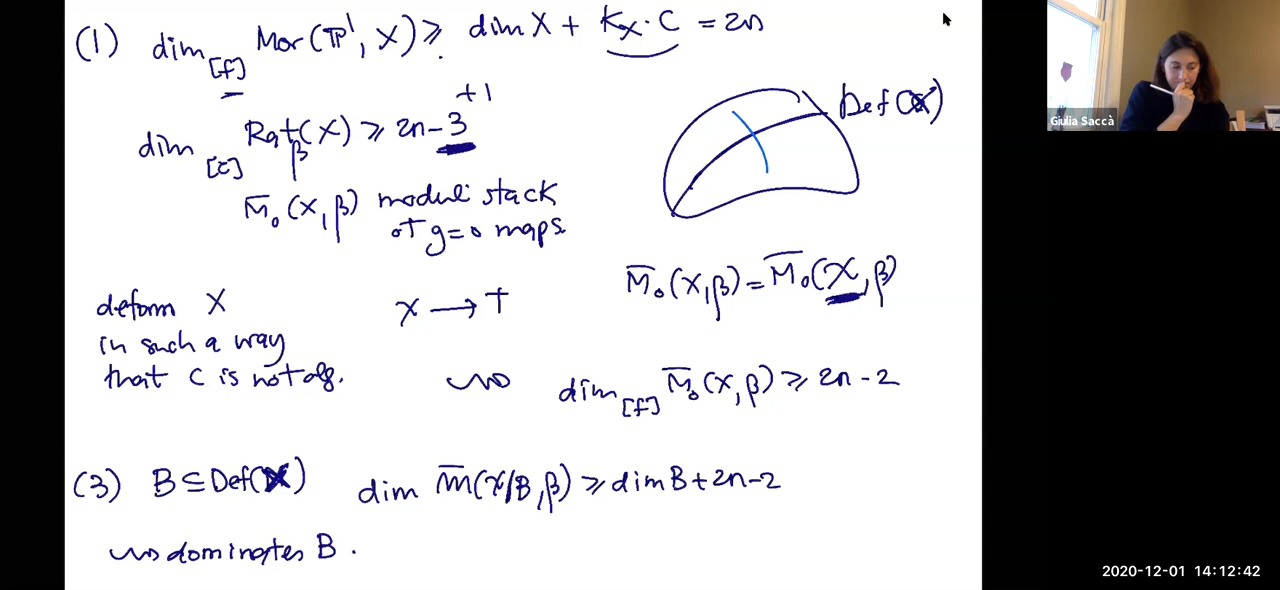 (1) dim_[f] Mor(ℙ¹, X) ≥ dim X + K_X · C = 2n
+1
dim_[C] Rat_β(X) ≥ 2n-3
M̄₀(X, β) moduli stack
of g=0 maps
Def(X)
M̄₀(X, β) = M̄₀(𝒳, β)
deform X
in such a way
that C is not alg.
𝒳 → T
⇝ dim_[f] M̄₀(X, β) ≥ 2n-2
(3) B ⊆ Def(X) dim M̄(𝒳/B, β) ≥ dim B + 2n-2
⇝ dominates B.
Giulia Saccà
2020-12-01 14:12:42